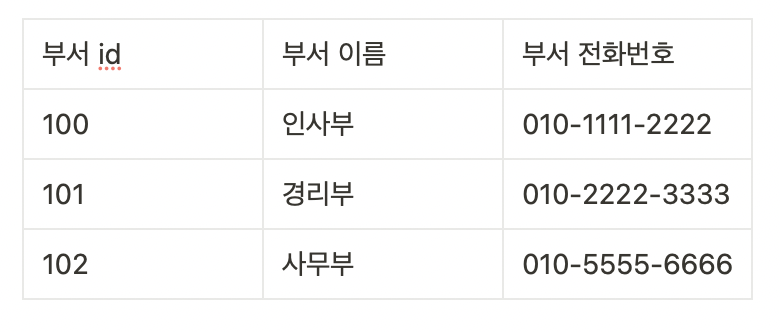 부서 id 부서 이름 부서 전화번호
100 인사부 010-1111-2222
101 경리부 010-2222-3333
102 사무부 010-5555-6666